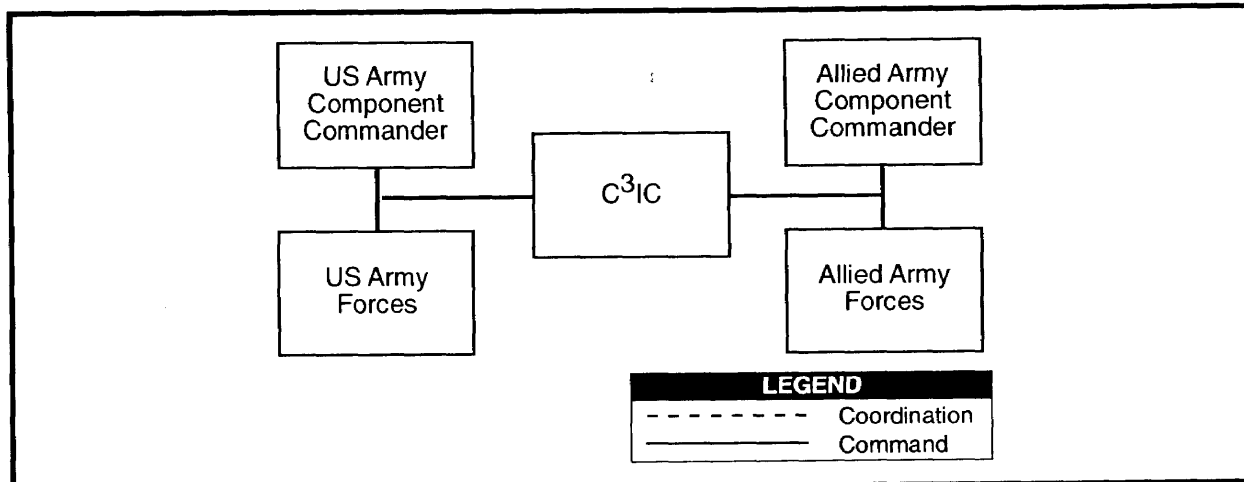 US Army
Component
Commander
Allied Army
Component
Commander
C³IC
US Army
Forces
Allied Army
Forces
LEGEND
Coordination
Command